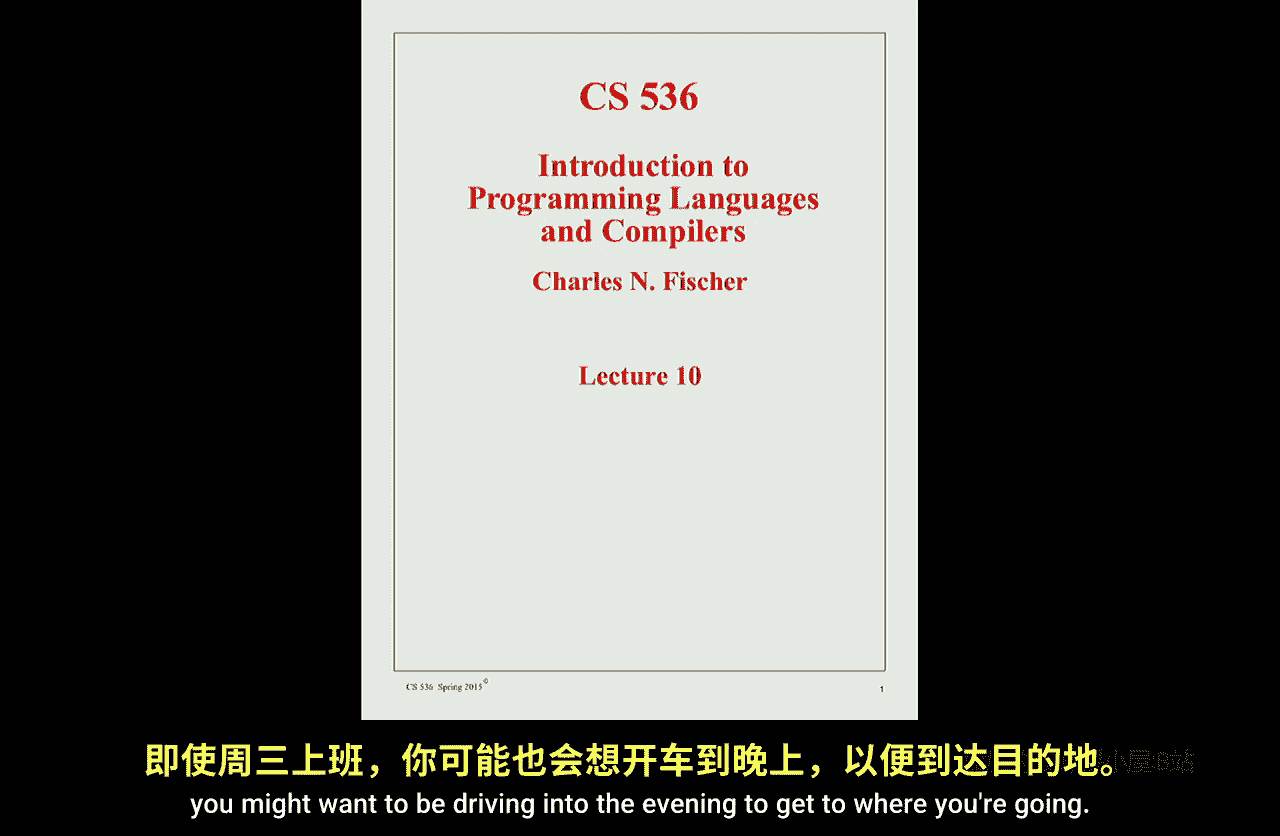 CS 536
Introduction to
Programming Languages
and Compilers
Charles N. Fischer
Lecture 10
CS 536 Spring 2015©
1
即使周三上班，你可能也会想开车到晚上，以便到达目的地。
you might want to be driving into the evening to get to where you're going.